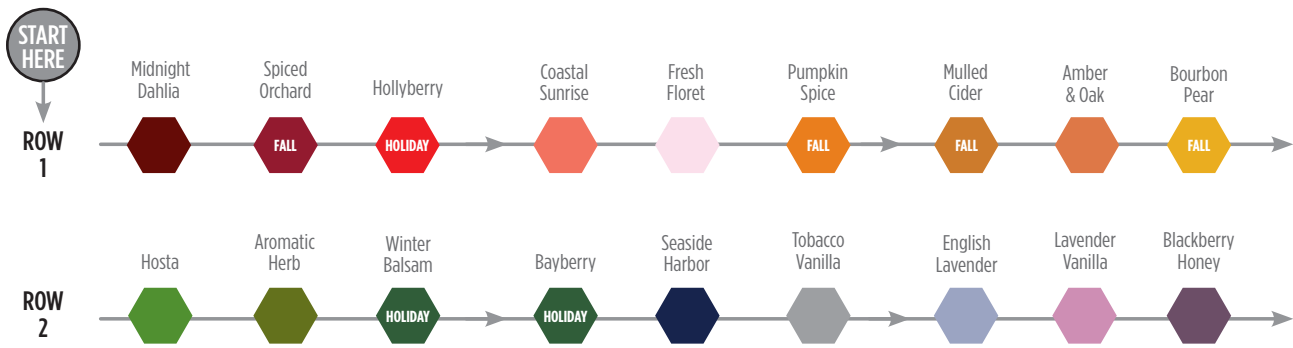 START
HERE
ROW
1
Midnight
Dahlia
Spiced
Orchard
FALL
Hollyberry
HOLIDAY
Coastal
Sunrise
Fresh
Floret
Pumpkin
Spice
FALL
Mulled
Cider
FALL
Amber
& Oak
Bourbon
Pear
FALL
ROW
2
Hosta
Aromatic
Herb
Winter
Balsam
HOLIDAY
Bayberry
HOLIDAY
Seaside
Harbor
Tobacco
Vanilla
English
Lavender
Lavender
Vanilla
Blackberry
Honey